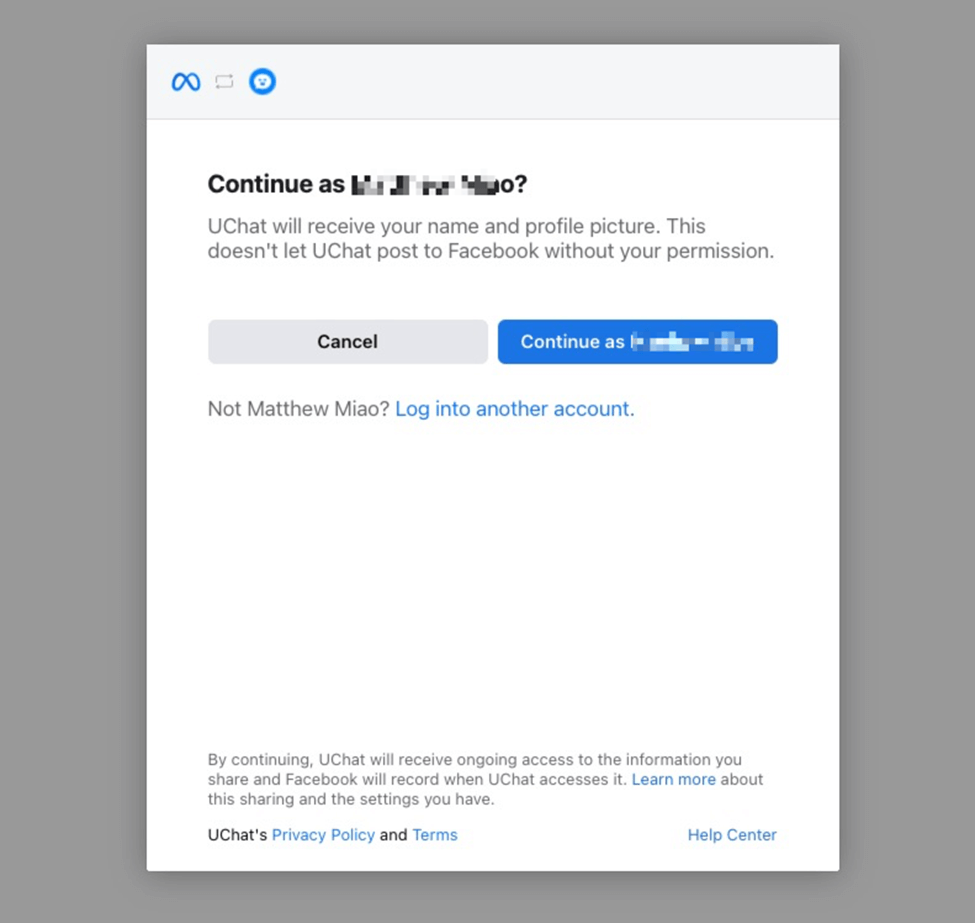 Continue as
UChat will receive your name and profile picture. This
doesn't let UChat post to Facebook without your permission.
Cancel
Continue as
Not Matthew Miao? Log into another account.
By continuing, UChat will receive ongoing access to the information you
share and Facebook will record when UChat accesses it. Learn more about
this sharing and the settings you have.
UChat's Privacy Policy and Terms
Help Center